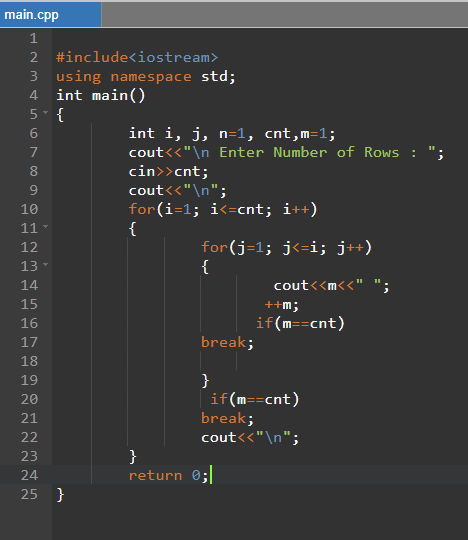 main.cpp
1
2 #include<iostream>
3 using namespace std;
4 int main()
5 {
6 int i, j, n=1, cnt,m=1;
7 cout<<"\n Enter Number of Rows : ";
8 cin>>cnt;
9 cout<<"\n";
10 for(i=1; i<=cnt; i++)
11 {
12 for(j=1; j<=i; j++)
13 {
14 cout<<m<<" ";
15 ++m;
16 if(m==cnt)
17 break;
18
19 }
20 if(m==cnt)
21 break;
22 cout<<"\n";
23 }
24 return 0;
25 }